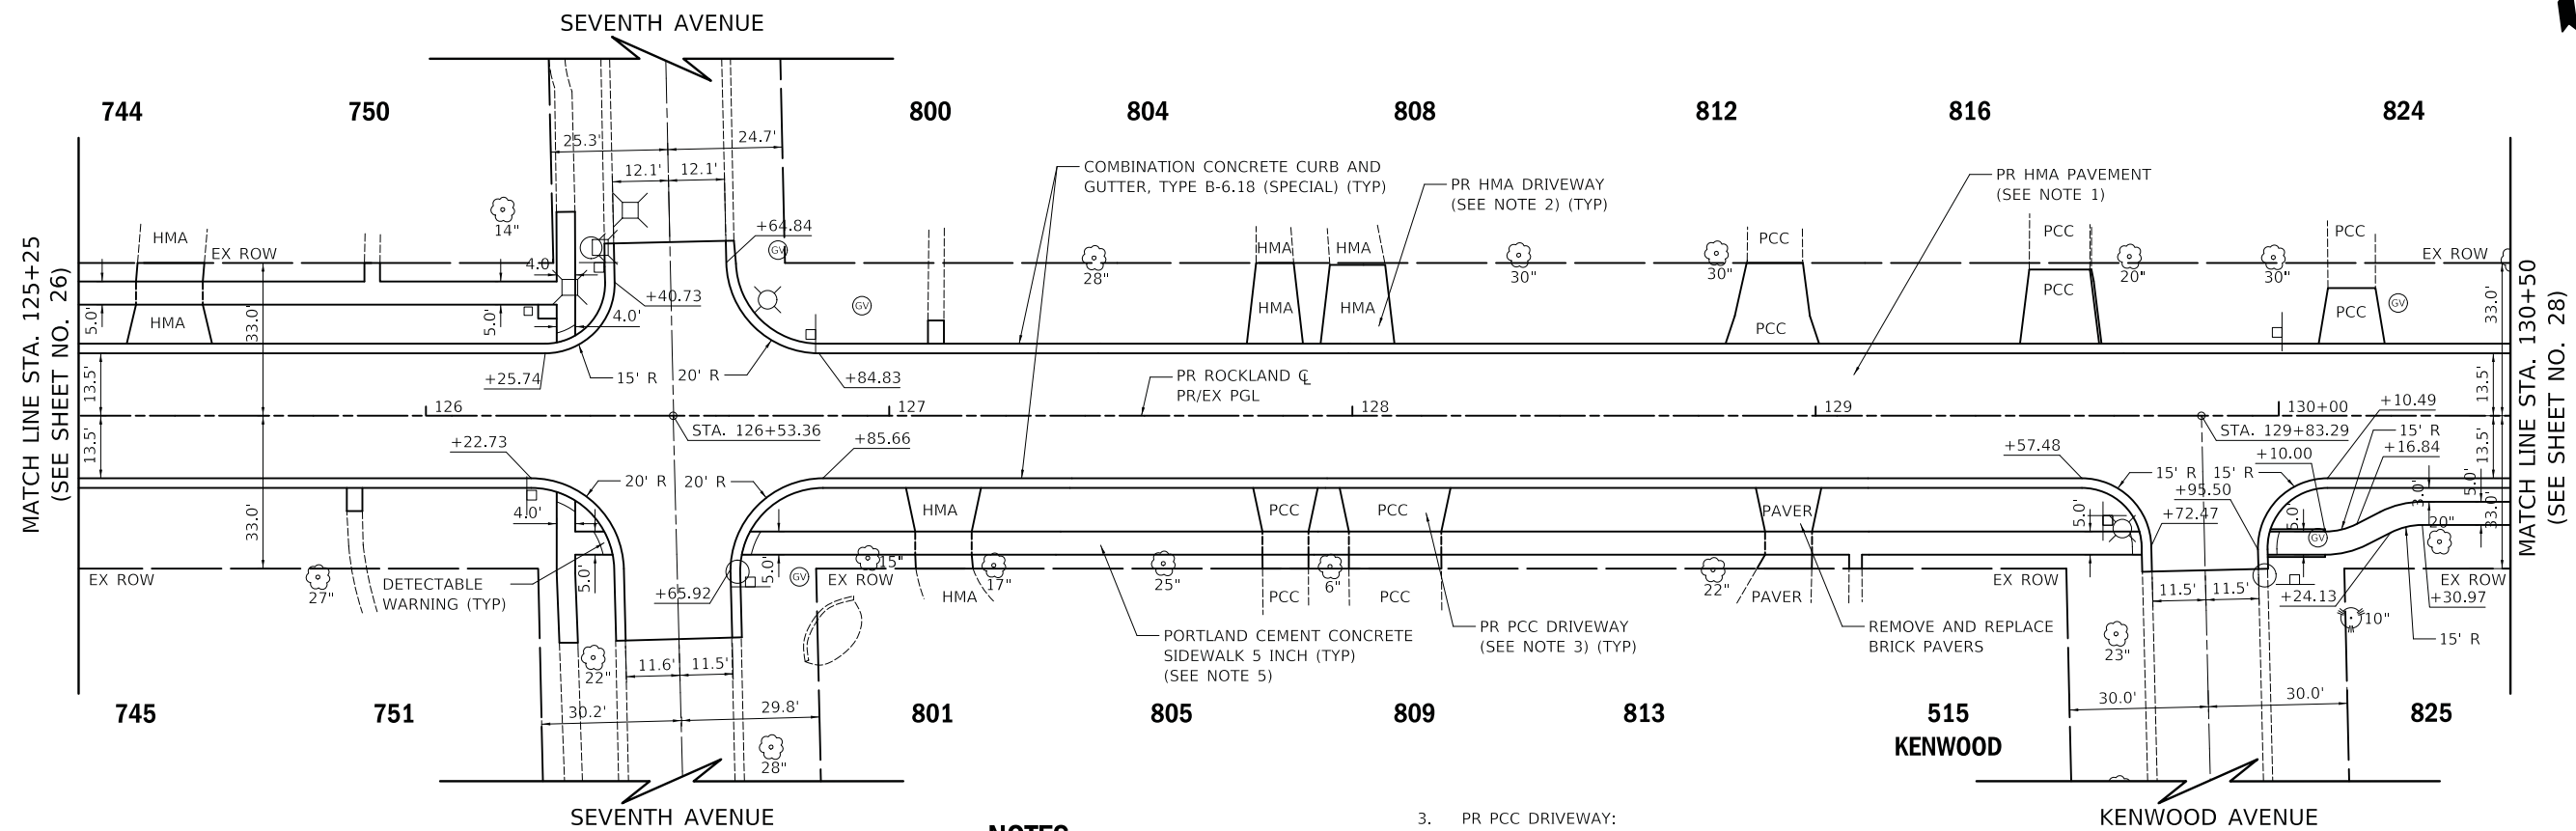 SEVENTH AVENUE
744
750
800
804
808
812
816
824
25.3'
24.7'
12.1'
12.1'
COMBINATION CONCRETE CURB AND
GUTTER, TYPE B-6.18 (SPECIAL) (TYP)
PR HMA DRIVEWAY
(SEE NOTE 2) (TYP)
PR HMA PAVEMENT
(SEE NOTE 1)
14"
+64.84
HMA
EX ROW
GV
HMA
HMA
PCC
PCC
PCC
EX ROW
28"
30"
30"
20"
30"
4.0'
+40.73
GV
HMA
HMA
HMA
PCC
PCC
PCC
GV
5.0'
33.0'
5.0'
4.0'
33.0'
MATCH LINE STA. 125+25
(SEE SHEET NO. 26)
MATCH LINE STA. 130+50
(SEE SHEET NO. 28)
+25.74
15' R
20' R
+84.83
PR ROCKLAND ℄
PR/EX PGL
13.5'
13.5'
126
127
128
129
130+00
+10.49
STA. 126+53.36
STA. 129+83.29
13.5'
+22.73
+85.66
+57.48
15' R
+16.84
+10.00
13.5'
20' R
20' R
15' R
15' R
+95.50
+72.47
4.0'
33.0'
HMA
PCC
PCC
PAVER
5.0'
5.0'
3.0'
5.0'
33.0'
20"
GV
EX ROW
27"
DETECTABLE
WARNING (TYP)
5.0'
+65.92
5.0'
GV
15"
EX ROW
HMA
17"
25"
PCC
6"
PCC
22"
PAVER
EX ROW
11.5'
11.5'
+24.13
EX ROW
+30.97
10"
15' R
PORTLAND CEMENT CONCRETE
SIDEWALK 5 INCH (TYP)
(SEE NOTE 5)
PR PCC DRIVEWAY
(SEE NOTE 3) (TYP)
REMOVE AND REPLACE
BRICK PAVERS
23"
22"
11.6'
11.5'
30.2'
29.8'
30.0'
30.0'
745
751
801
805
809
813
515
KENWOOD
825
28"
SEVENTH AVENUE
NOTES
3. PR PCC DRIVEWAY:
KENWOOD AVENUE